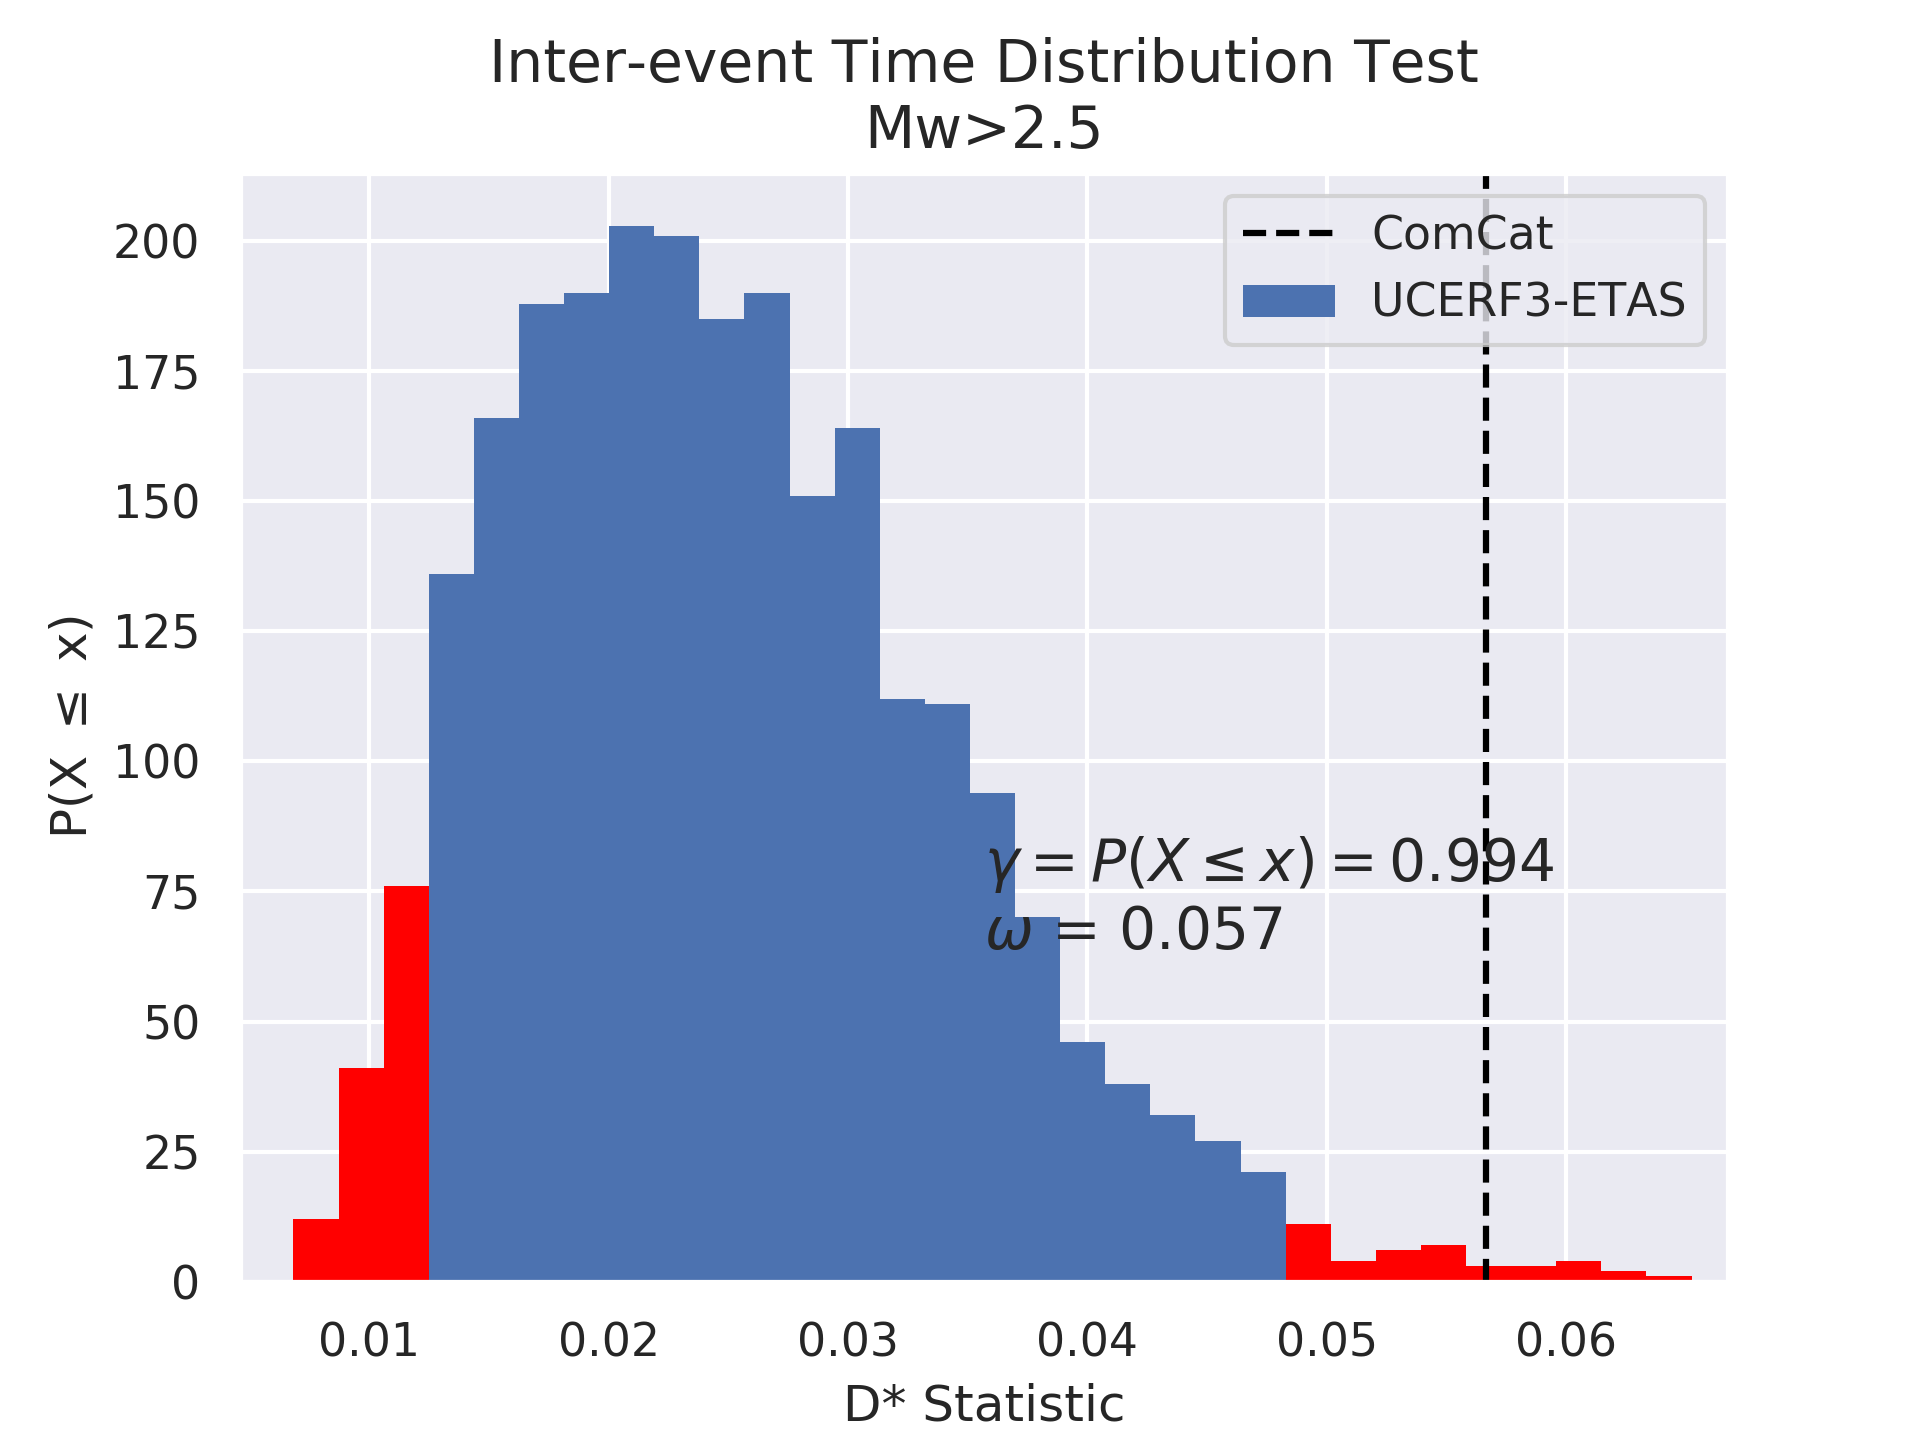 Inter-event Time Distribution Test
Mw>2.5
ComCat
UCERF3-ETAS
200
175
150
125
100
75
50
25
0
P(X ≤ x)
γ = P(X ≤ x) = 0.994
ω = 0.057
0.01 0.02 0.03 0.04 0.05 0.06
D* Statistic